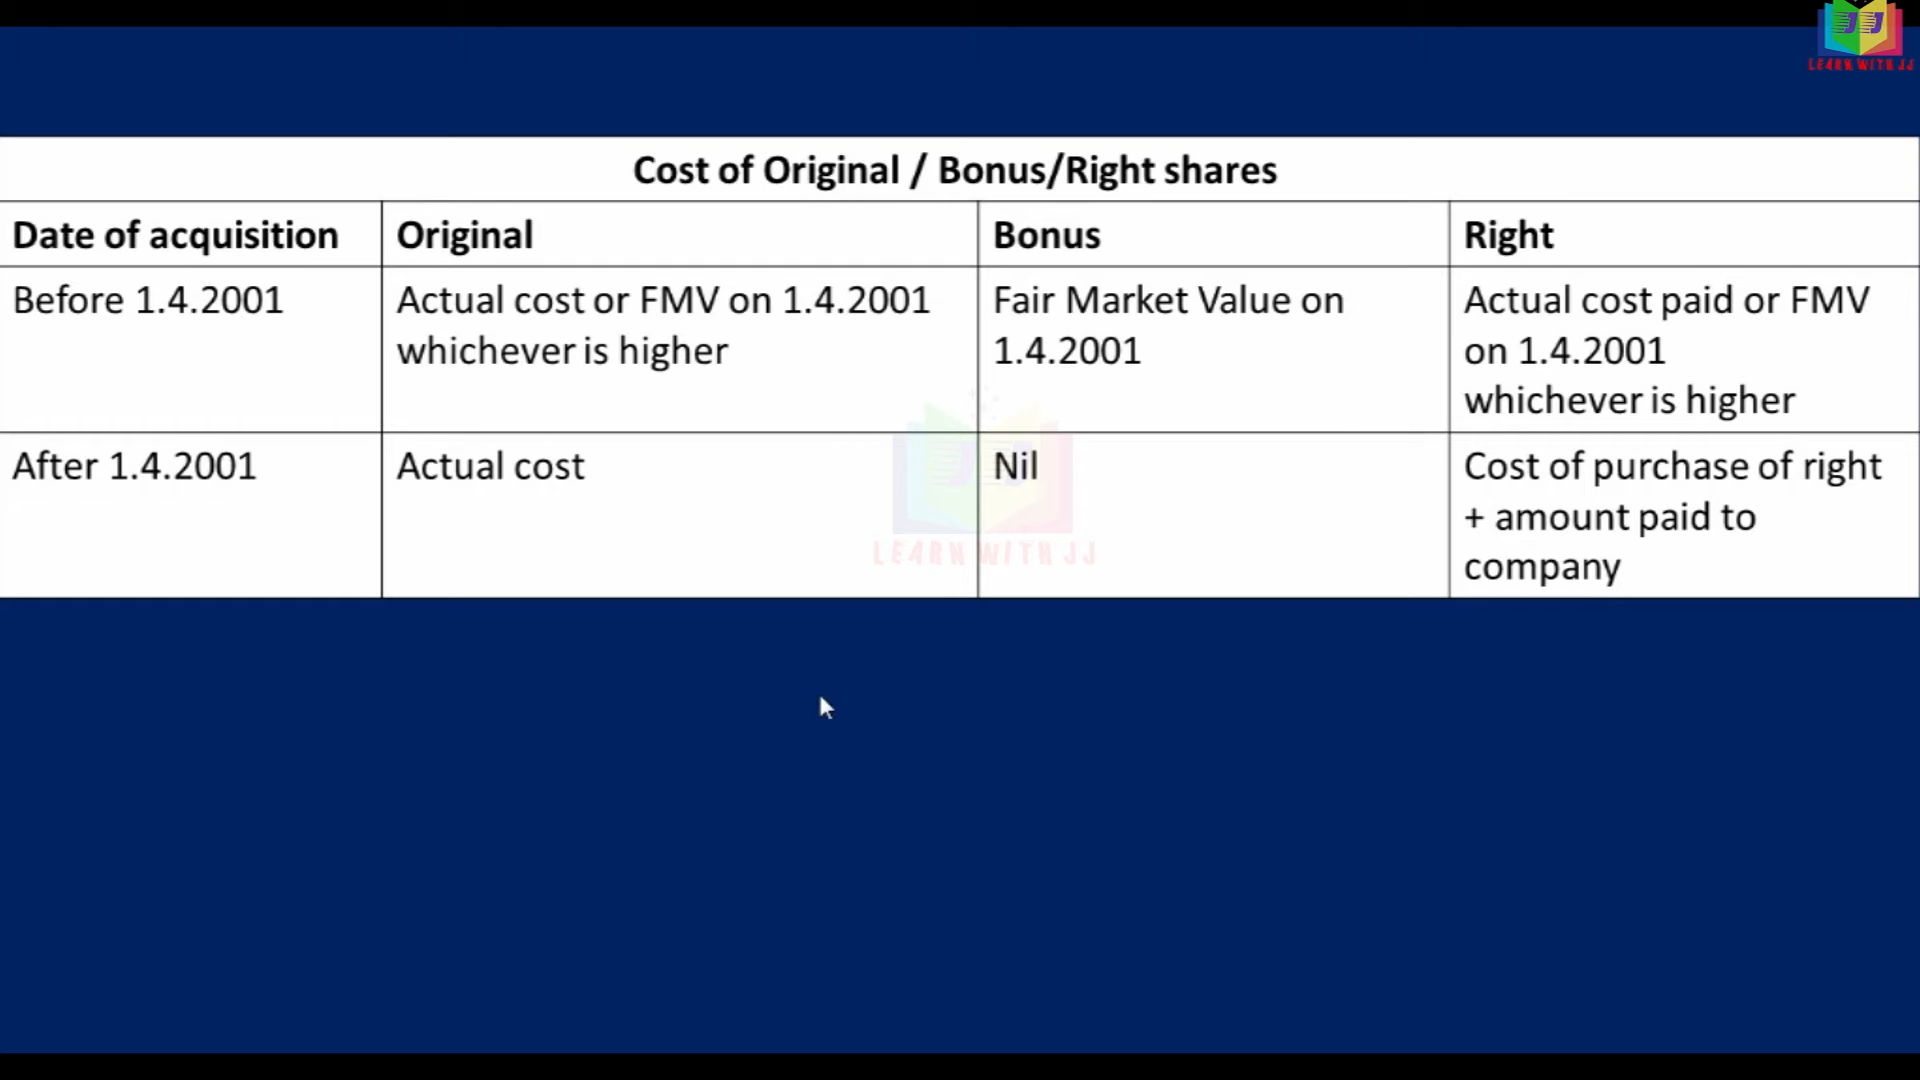 LEARN WITH JJ
Cost of Original / Bonus/Right shares
Date of acquisition
Original
Bonus
Right
Before 1.4.2001
Actual cost or FMV on 1.4.2001
whichever is higher
Fair Market Value on
1.4.2001
Actual cost paid or FMV
on 1.4.2001
whichever is higher
After 1.4.2001
Actual cost
Nil
Cost of purchase of right
+ amount paid to
company
LEARN WITH JJ